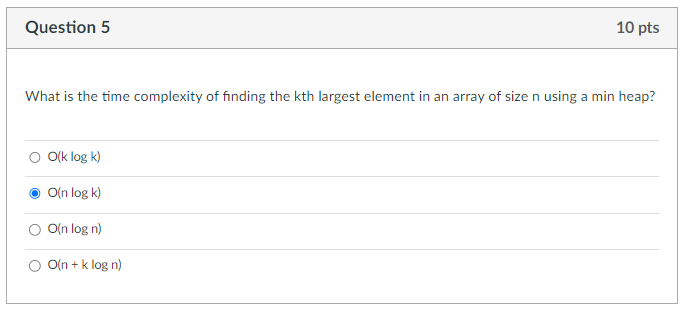 Question 5 10 pts
What is the time complexity of finding the kth largest element in an array of size n using a min heap?
O(k log k)
O(n log k)
O(n log n)
O(n + k log n)